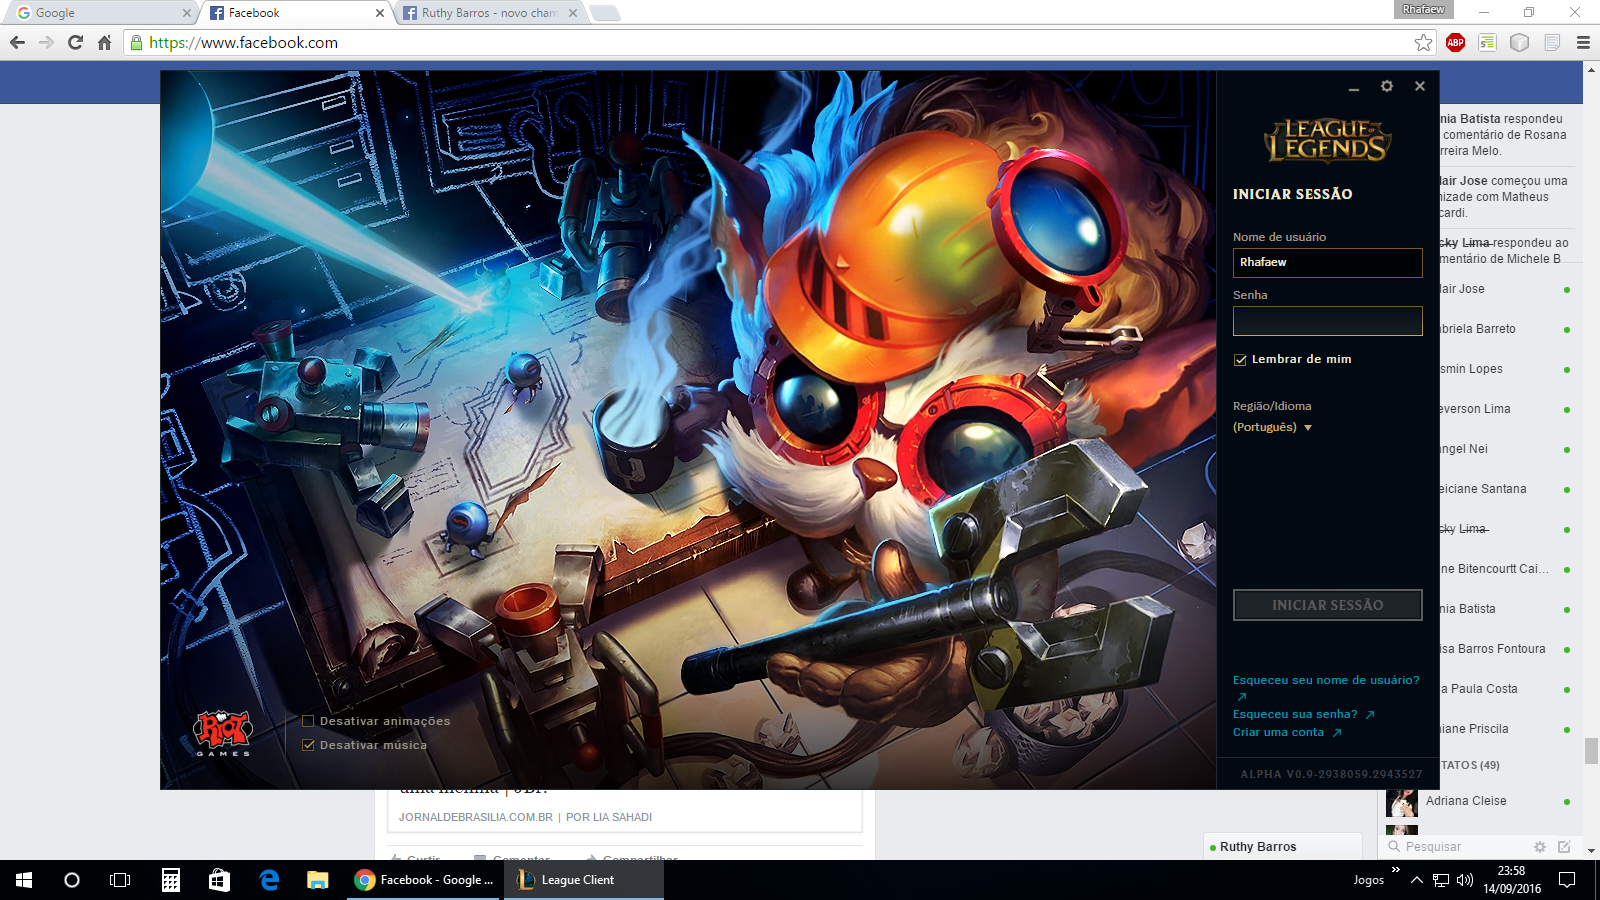 Google
Facebook
Ruthy Barros - novo cham
Rhafaew
https://www.facebook.com
ABP
LEAGUE OF LEGENDS
INICIAR SESSÃO
Nome de usuário
Rhafaew
Senha
Lembrar de mim
Região/Idioma
(Português)
INICIAR SESSÃO
Esqueceu seu nome de usuário?
Esqueceu sua senha?
Criar uma conta
ALPHA V0.9-2938059.2943527
RIOT
GAMES
Desativar animações
Desativar música
nia Batista respondeu
comentário de Rosana
rreira Melo.
lair Jose começou uma
nizade com Matheus
cardi.
cky Lima respondeu ao
mentário de Michele B
lair Jose
briela Barreto
smin Lopes
everson Lima
ngel Nei
eiciane Santana
cky Lima
ne Bitencourtt Cai...
nia Batista
isa Barros Fontoura
a Paula Costa
iane Priscila
TATOS (49)
Adriana Cleise
Pesquisar
JORNALDEBRASILIA.COM.BR | POR LIA SAHADI
Curtir
Comentar
Compartilhar
Ruthy Barros
Facebook - Google ...
League Client
Jogos
23:58
14/09/2016